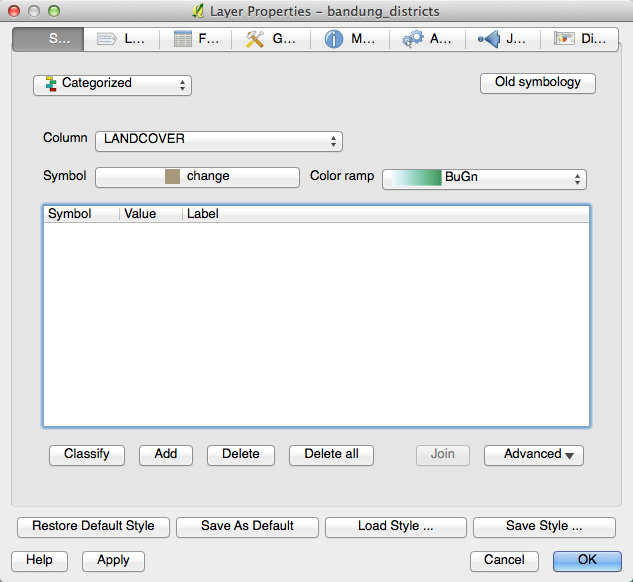 Layer Properties – bandung_districts
S... L... F... G... M... A... J... Di...
Categorized Old symbology
Column LANDCOVER
Symbol change Color ramp BuGn
Symbol Value Label
Classify Add Delete Delete all Join Advanced
Restore Default Style Save As Default Load Style ... Save Style ...
Help Apply Cancel OK